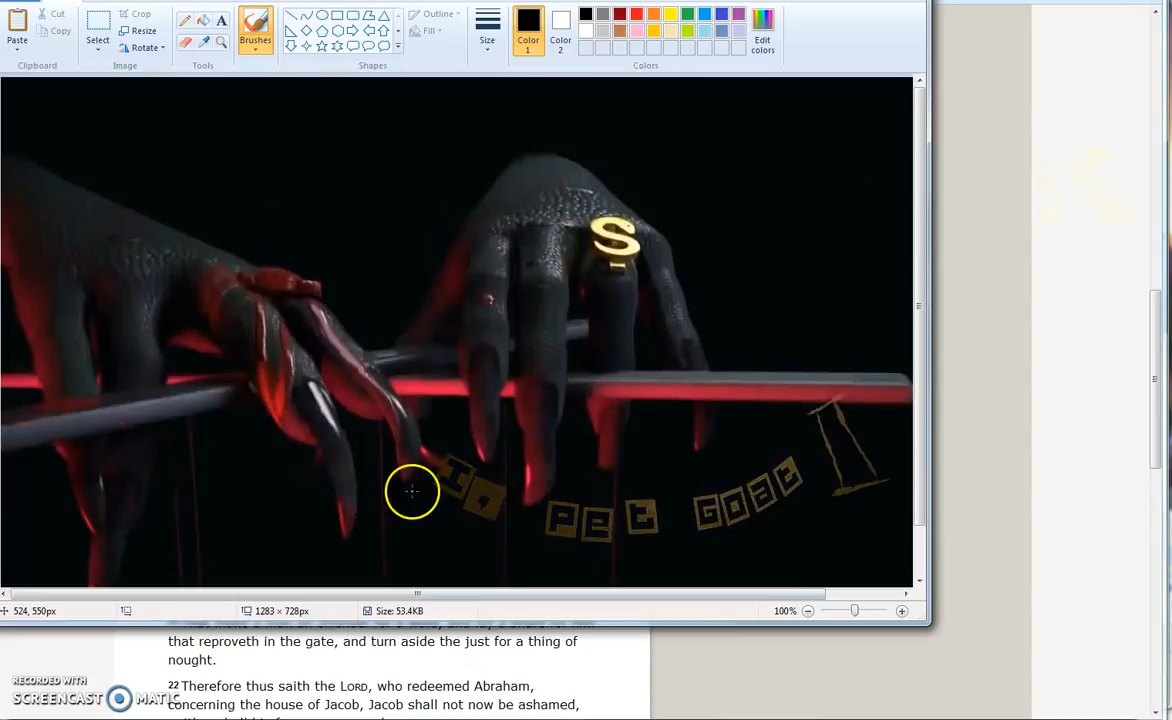 Cut
Copy
Paste
Clipboard
Select
Crop
Resize
Rotate
Image
A
Tools
Brushes
Shapes
Outline
Fill
Size
Color 1
Color 2
Edit colors
Colors
S
Iq Pet Goat II
524, 550px
1283 × 728px
Size: 53.4KB
100%
that reproveth in the gate, and turn aside the just for a thing of
nought.
22 Therefore thus saith the LORD, who redeemed Abraham,
concerning the house of Jacob, Jacob shall not now be ashamed,
RECORDED WITH
SCREENCAST MATIC